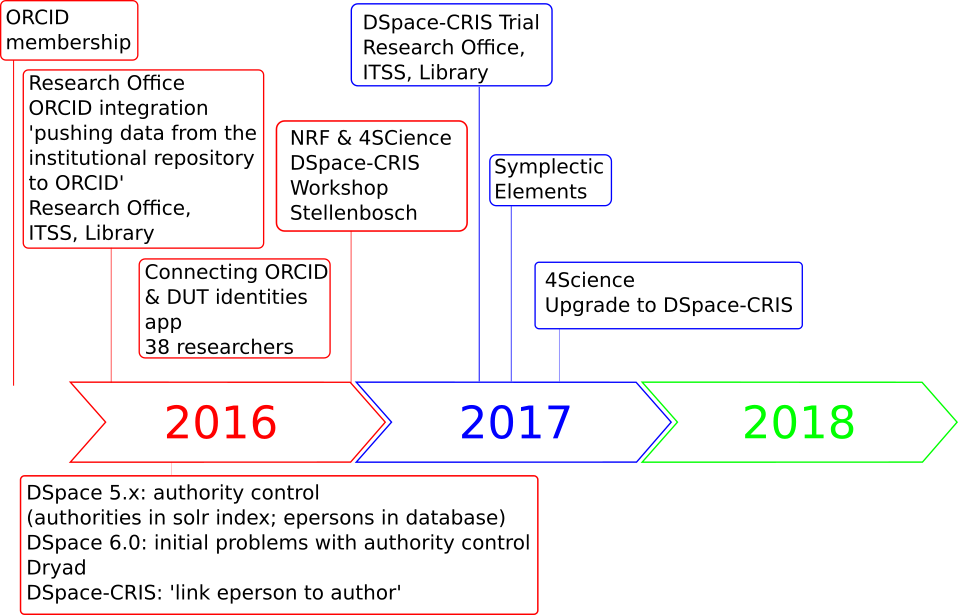 ORCID
membership
Research Office
ORCID integration
'pushing data from the
institutional repository
to ORCID'
Research Office,
ITSS, Library
Connecting ORCID
& DUT identities
app
38 researchers
NRF & 4SCience
DSpace-CRIS
Workshop
Stellenbosch
DSpace-CRIS Trial
Research Office,
ITSS, Library
Symplectic
Elements
4Science
Upgrade to DSpace-CRIS
2016
2017
2018
DSpace 5.x: authority control
(authorities in solr index; epersons in database)
DSpace 6.0: initial problems with authority control
Dryad
DSpace-CRIS: 'link eperson to author'